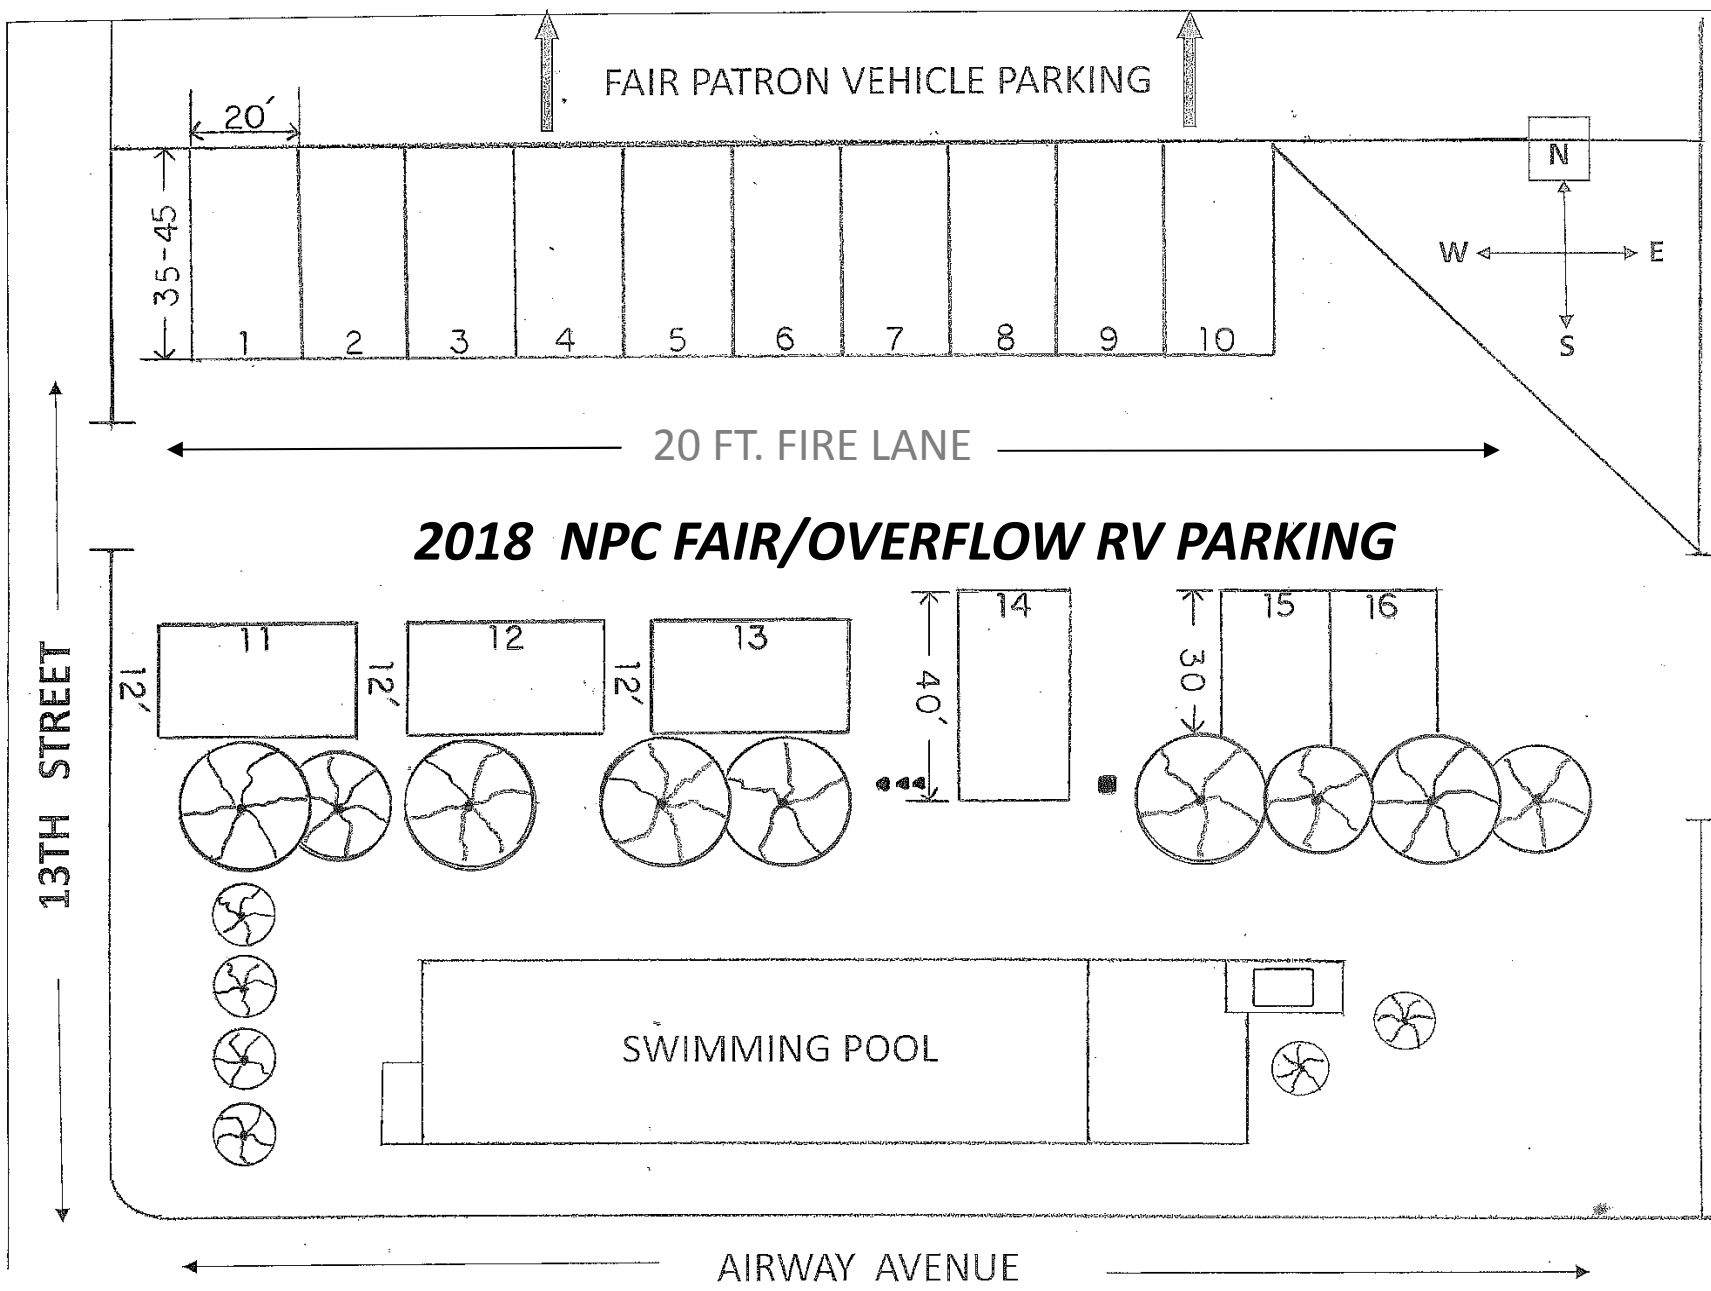 FAIR PATRON VEHICLE PARKING
20′
N
W E
S
35-45
1 2 3 4 5 6 7 8 9 10
20 FT. FIRE LANE
2018 NPC FAIR/OVERFLOW RV PARKING
13TH STREET
11 12 13 14 15 16
12′ 12′ 12′ 40′ 30
SWIMMING POOL
AIRWAY AVENUE